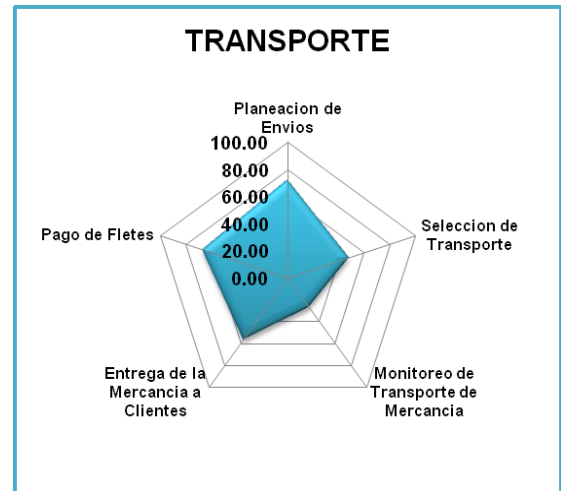 TRANSPORTE
Planeacion de
Envios
100.00
80.00
60.00
40.00
20.00
0.00
Seleccion de
Transporte
Monitoreo de
Transporte de
Mercancia
Entrega de la
Mercancia a
Clientes
Pago de Fletes